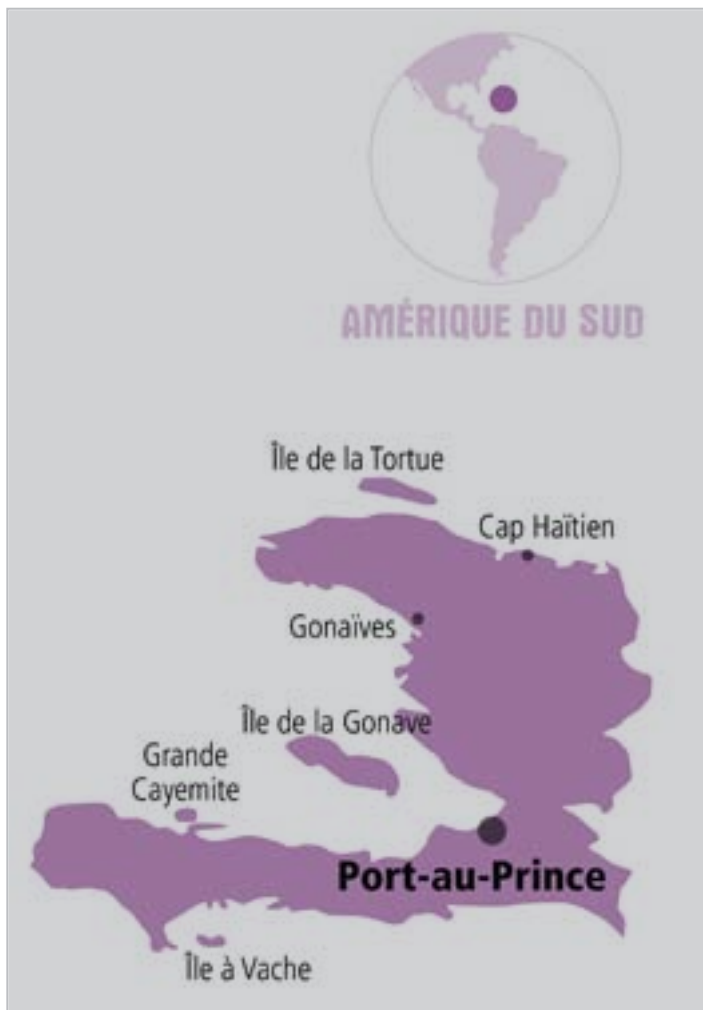 AMÉRIQUE DU SUD
Île de la Tortue
Cap Haïtien
Gonaïves
Île de la Gonave
Grande
Cayemite
Port-au-Prince
Île à Vache